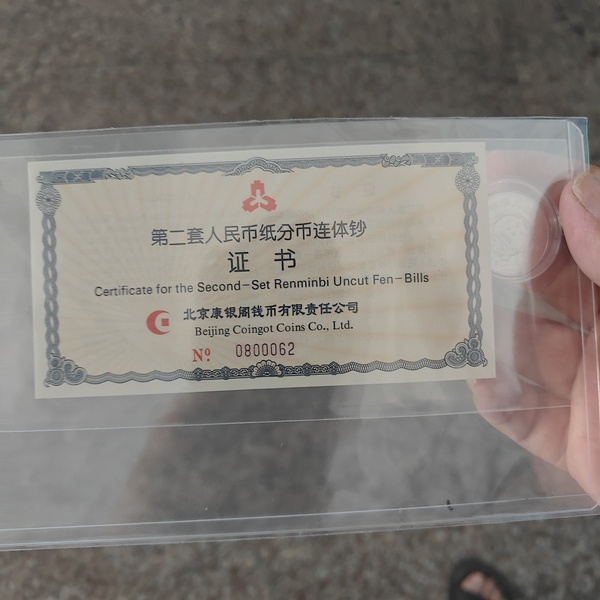 第二套人民币纸分币连体钞
证 书
Certificate for the Second-Set Renminbi Uncut Fen-Bills
北京康银阁钱币有限责任公司
Beijing Coingot Coins Co., Ltd.
Nº 0800062